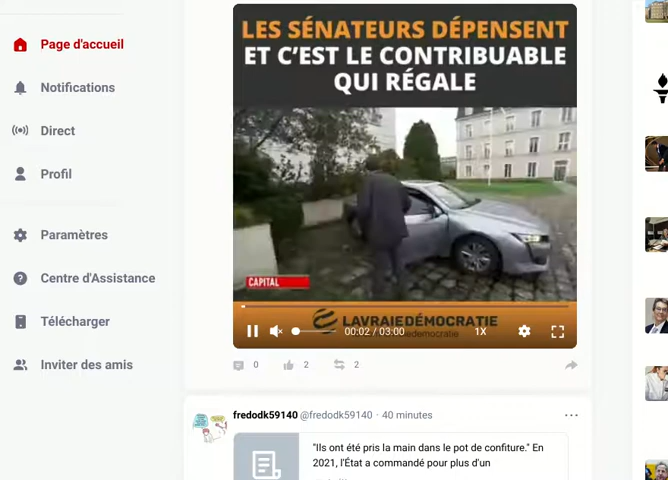 Page d'accueil
Notifications
Direct
Profil
Paramètres
Centre d'Assistance
Télécharger
Inviter des amis
LES SÉNATEURS DÉPENSENT
ET C'EST LE CONTRIBUABLE
QUI RÉGALE
CAPITAL
LAVRAIEDÉMOCRATIE
00:02 / 03:00
1X
0
2
2
fredodk59140 @fredodk59140 · 40 minutes
"Ils ont été pris la main dans le pot de confiture." En
2021, l'État a commandé pour plus d'un